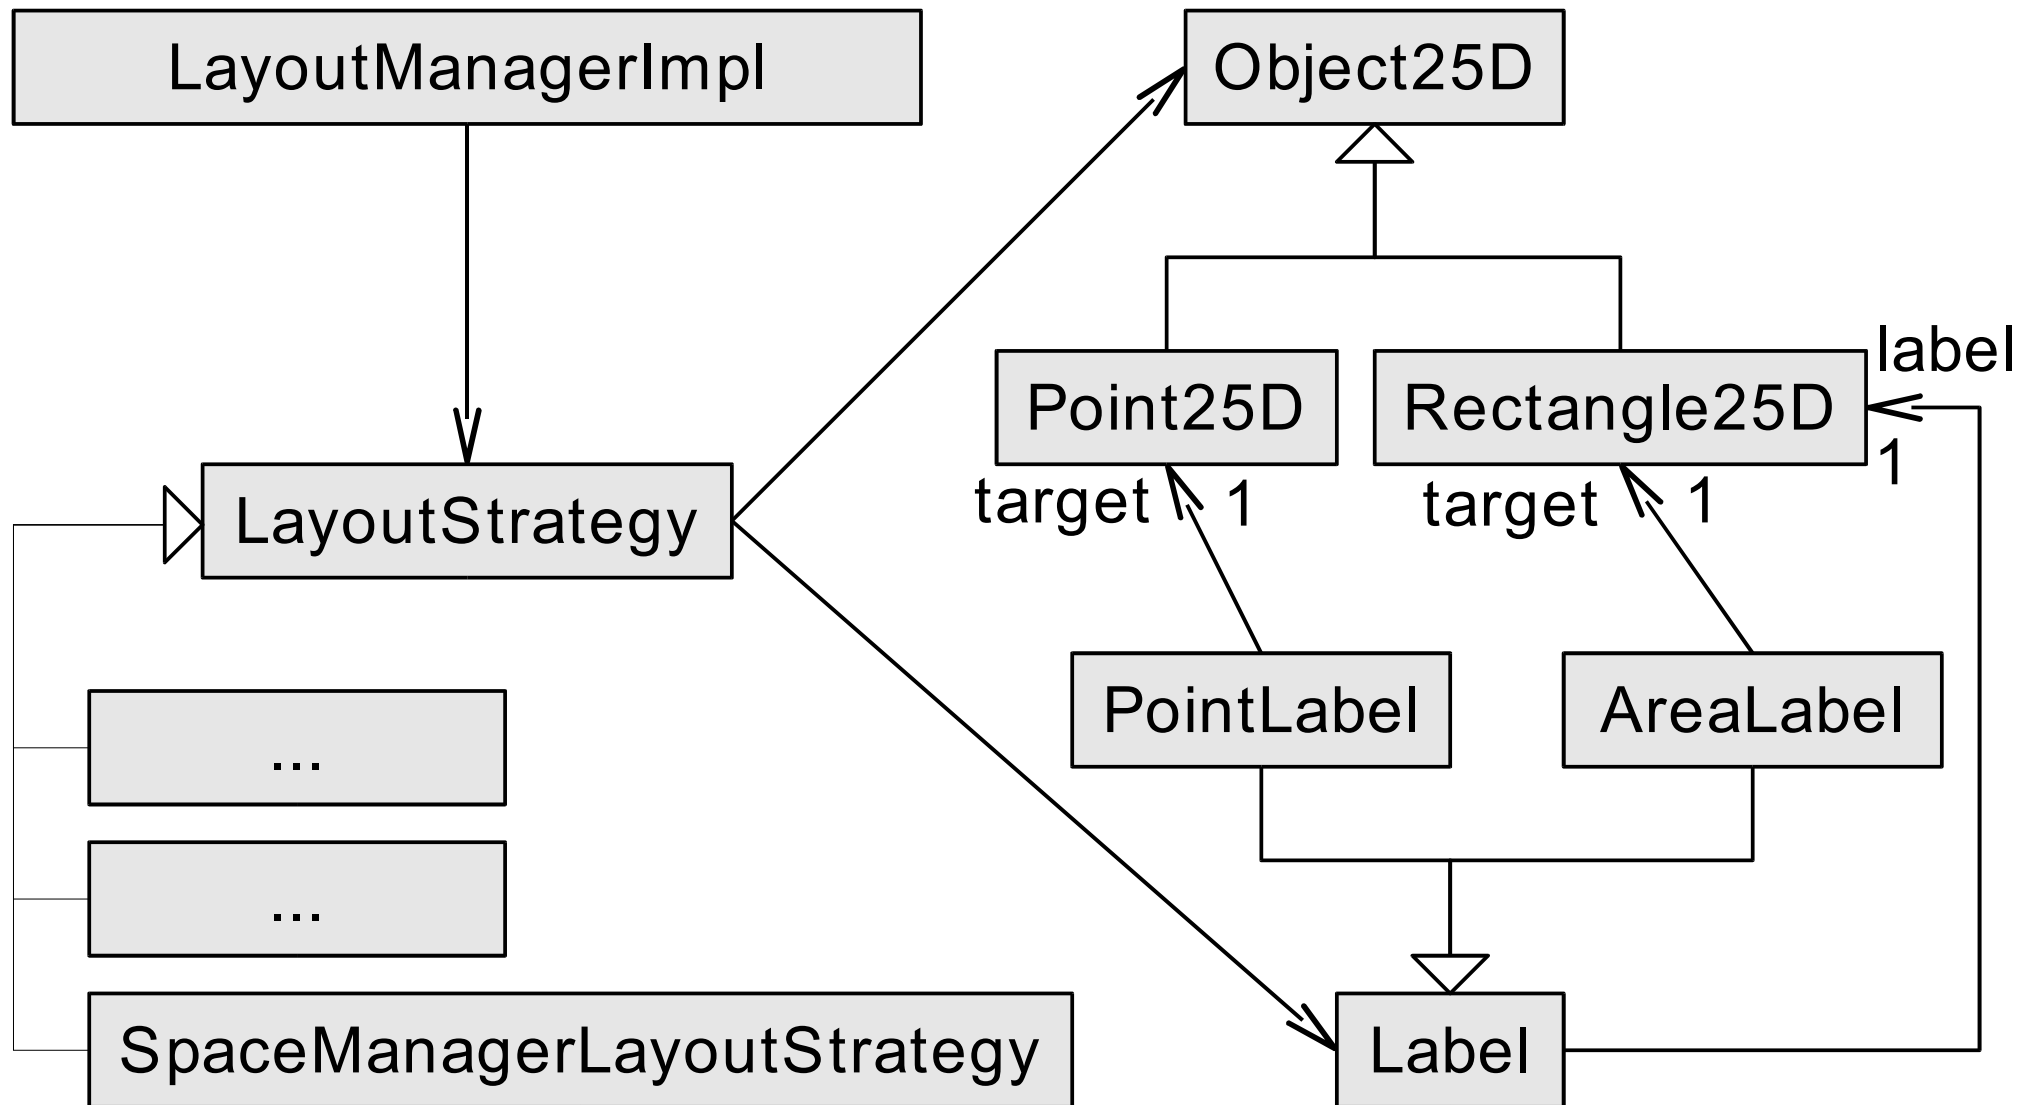 LayoutManagerImpl
Object25D
label
Point25D
Rectangle25D
1
target
1
target
1
LayoutStrategy
PointLabel
AreaLabel
...
...
SpaceManagerLayoutStrategy
Label